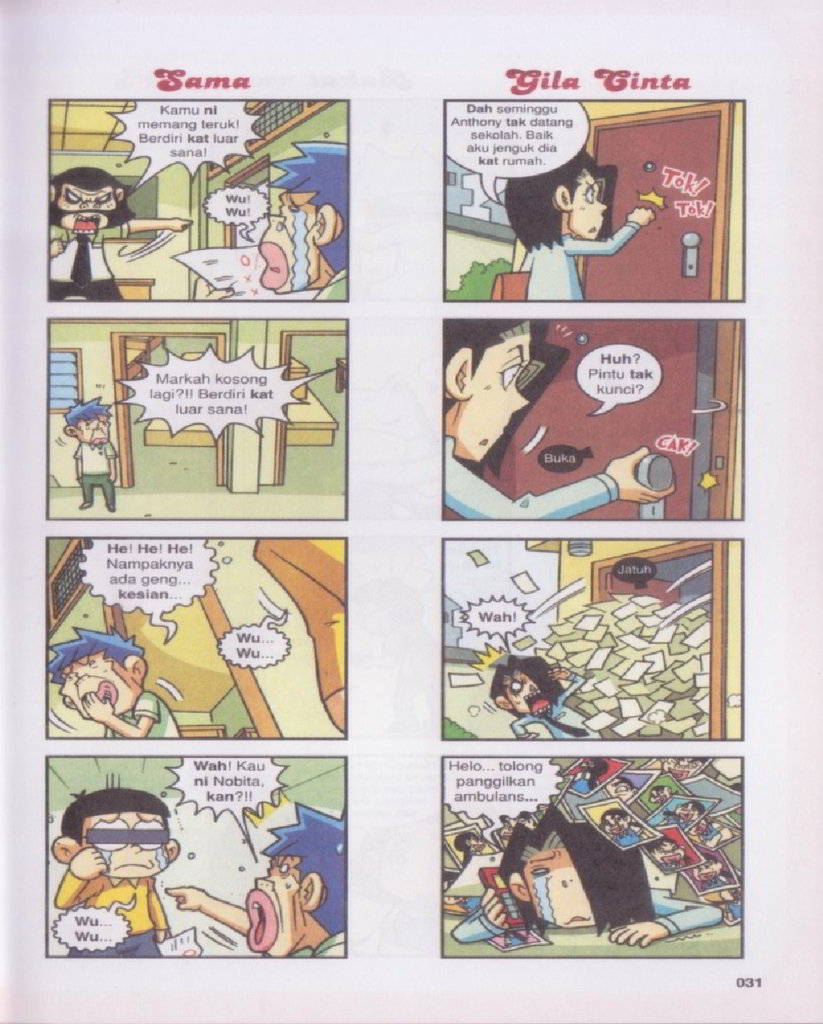 Sama
Kamu ni
memang teruk!
Berdiri kat luar
sana!
Wu!
Wu!
Markah kosong
lagi?!! Berdiri kat
luar sana!
He! He! He!
Nampaknya
ada geng...
kesian...
Wu...
Wu...
Wah! Kau
ni Nobita,
kan?!!
Wu...
Wu...
Gila Cinta
Dah seminggu
Anthony tak datang
sekolah. Baik
aku jenguk dia
kat rumah.
TOK!
TOK!
Huh?
Pintu tak
kunci?
Buka
CAK!
Jatuh
Wah!
Helo... tolong
panggilkan
ambulans...
031